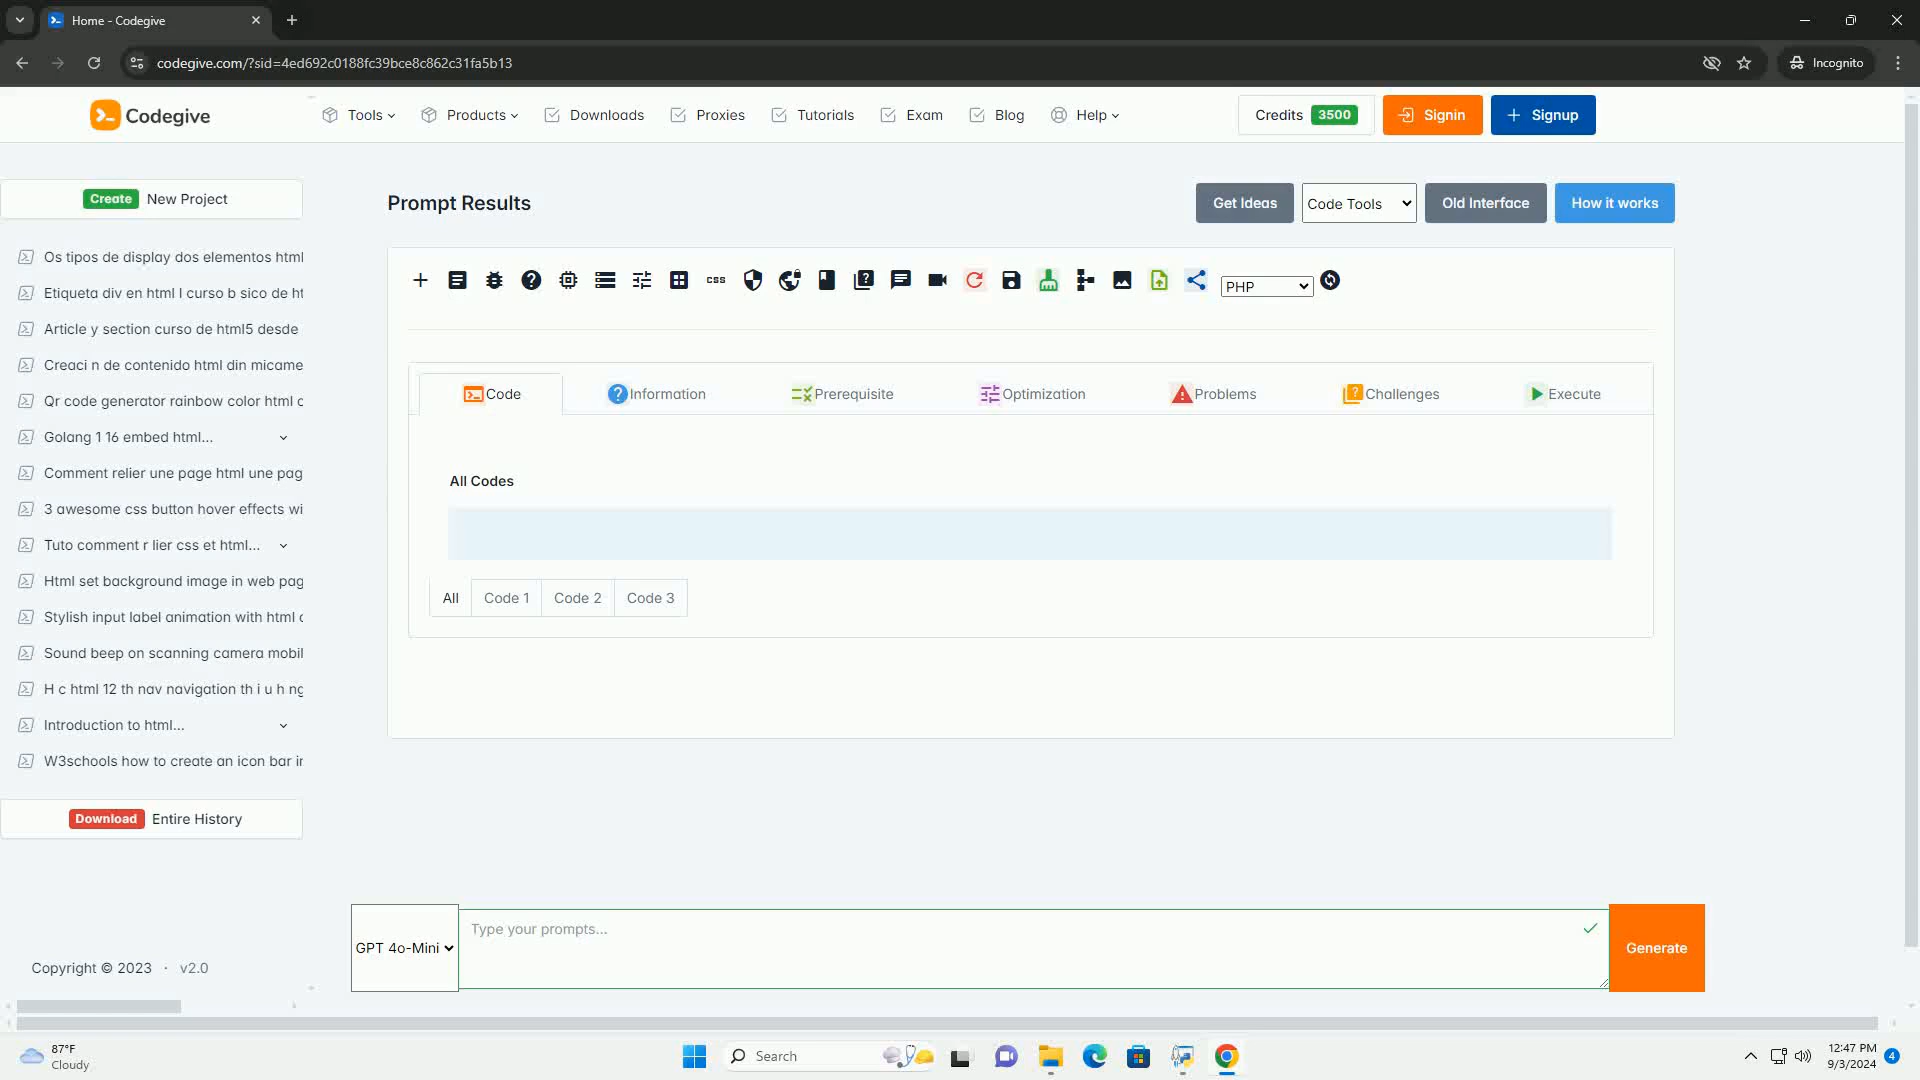 Home - Codegive
codegive.com/?sid=4ed692c0188fc39bce8c862c31fa5b13
Incognito
Codegive
Tools
Products
Downloads
Proxies
Tutorials
Exam
Blog
Help
Credits 3500
Signin
Signup
Create New Project
Os tipos de display dos elementos html
Etiqueta div en html l curso b sico de ht
Article y section curso de html5 desde
Creaci n de contenido html din micame
Qr code generator rainbow color html c
Golang 1 16 embed html...
Comment relier une page html une pag
3 awesome css button hover effects wi
Tuto comment r lier css et html...
Html set background image in web pag
Stylish input label animation with html c
Sound beep on scanning camera mobil
H c html 12 th nav navigation th i u h ng
Introduction to html...
W3schools how to create an icon bar ir
Download Entire History
Copyright © 2023 · v2.0
Prompt Results
Get Ideas
Code Tools
Old Interface
How it works
css
PHP
Code
Information
Prerequisite
Optimization
Problems
Challenges
Execute
All Codes
All
Code 1
Code 2
Code 3
GPT 4o-Mini
Type your prompts...
Generate
87°F
Cloudy
Search
12:47 PM
9/3/2024
4